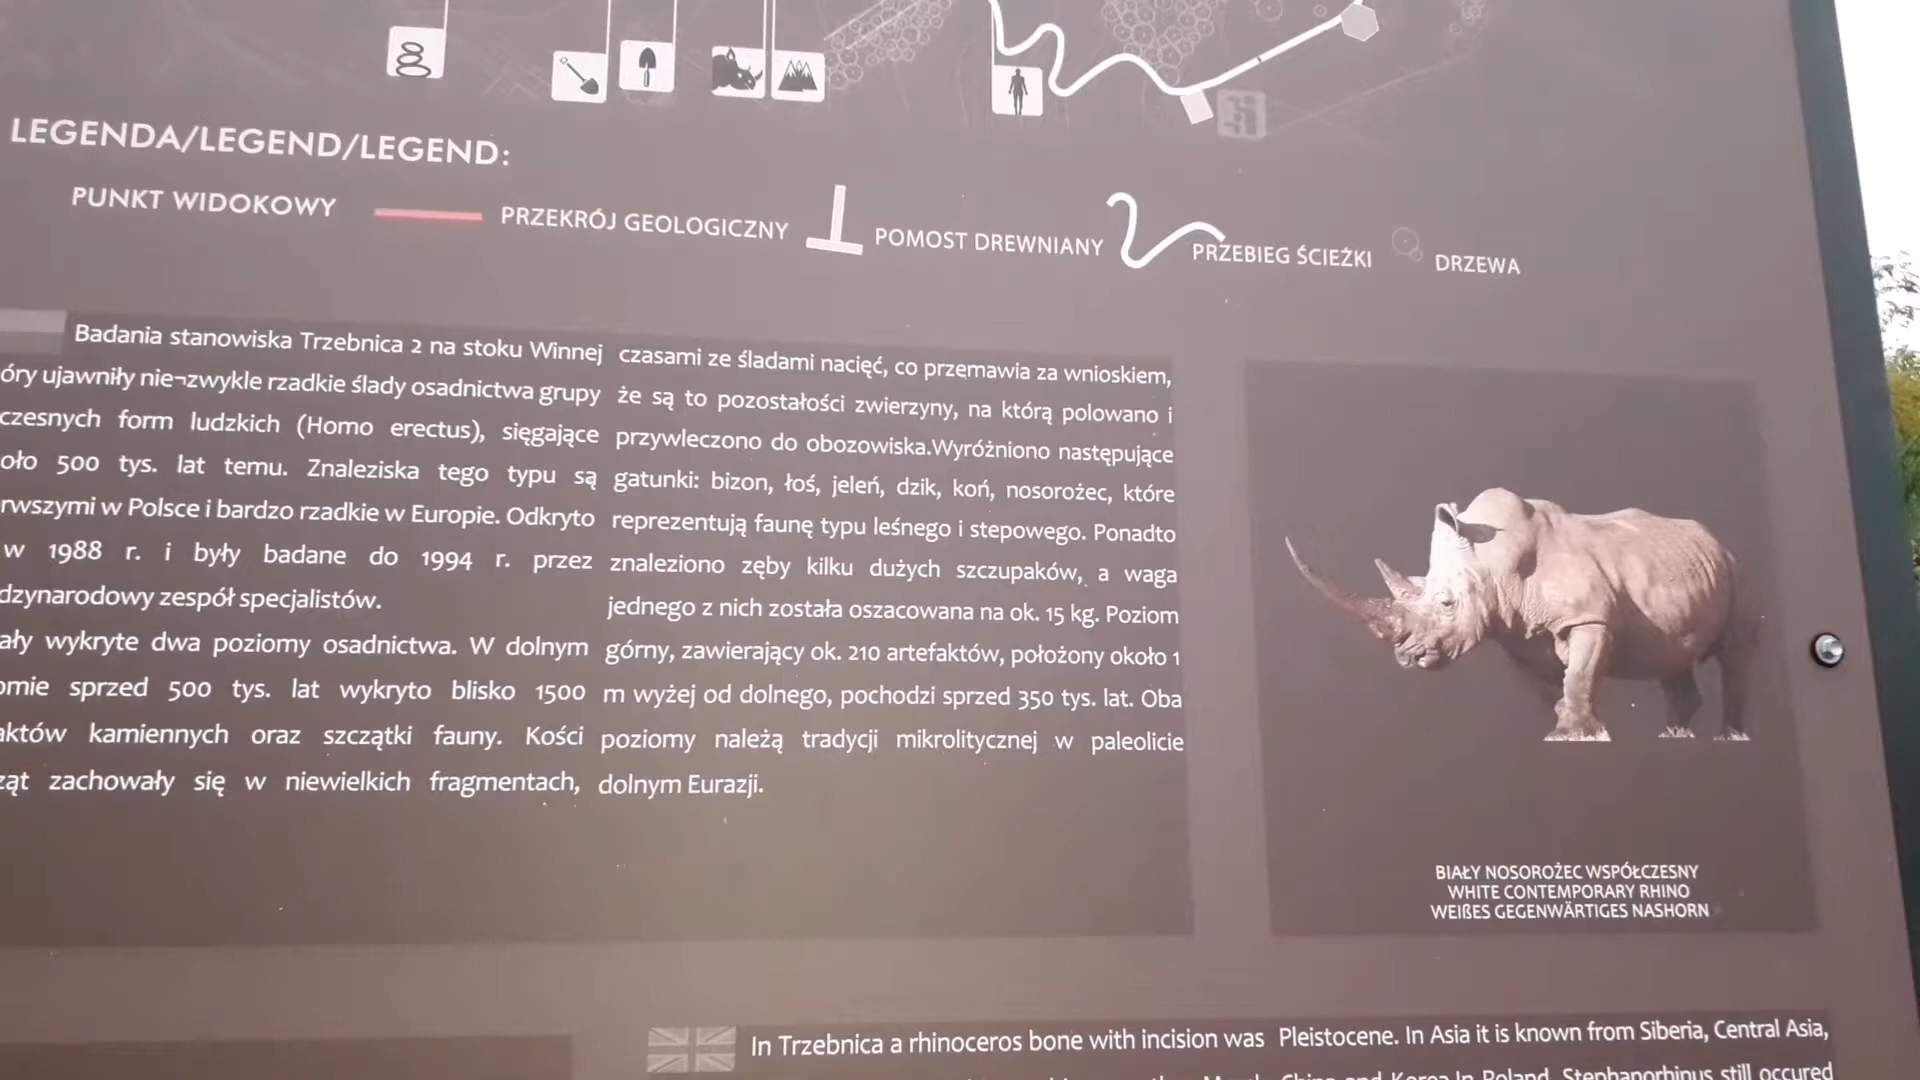 LEGENDA/LEGEND/LEGEND:
PUNKT WIDOKOWY
PRZEKRÓJ GEOLOGICZNY
POMOST DREWNIANY
PRZEBIEG ŚCIEŻKI
DRZEWA
Badania stanowiska Trzebnica 2 na stoku Winnej
óry ujawniły nie¬zwykle rzadkie ślady osadnictwa grupy
czesnych form ludzkich (Homo erectus), sięgające
oło 500 tys. lat temu. Znaleziska tego typu są
rwszymi w Polsce i bardzo rzadkie w Europie. Odkryto
w 1988 r. i były badane do 1994 r. przez
dzynarodowy zespół specjalistów.
ały wykryte dwa poziomy osadnictwa. W dolnym
omie sprzed 500 tys. lat wykryto blisko 1500
aktów kamiennych oraz szczątki fauny. Kości
ząt zachowały się w niewielkich fragmentach,
czasami ze śladami nacięć, co przemawia za wnioskiem,
że są to pozostałości zwierzyny, na którą polowano i
przywleczono do obozowiska.Wyróżniono następujące
gatunki: bizon, łoś, jeleń, dzik, koń, nosorożec, które
reprezentują faunę typu leśnego i stepowego. Ponadto
znaleziono zęby kilku dużych szczupaków, a waga
jednego z nich została oszacowana na ok. 15 kg. Poziom
górny, zawierający ok. 210 artefaktów, położony około 1
m wyżej od dolnego, pochodzi sprzed 350 tys. lat. Oba
poziomy należą tradycji mikrolitycznej w paleolicie
dolnym Eurazji.
BIAŁY NOSOROŻEC WSPÓŁCZESNY
WHITE CONTEMPORARY RHINO
WEIßES GEGENWÄRTIGES NASHORN
In Trzebnica a rhinoceros bone with incision was
Pleistocene. In Asia it is known from Siberia, Central Asia,
China and Korea.In Poland, Stephanorhinus still occured